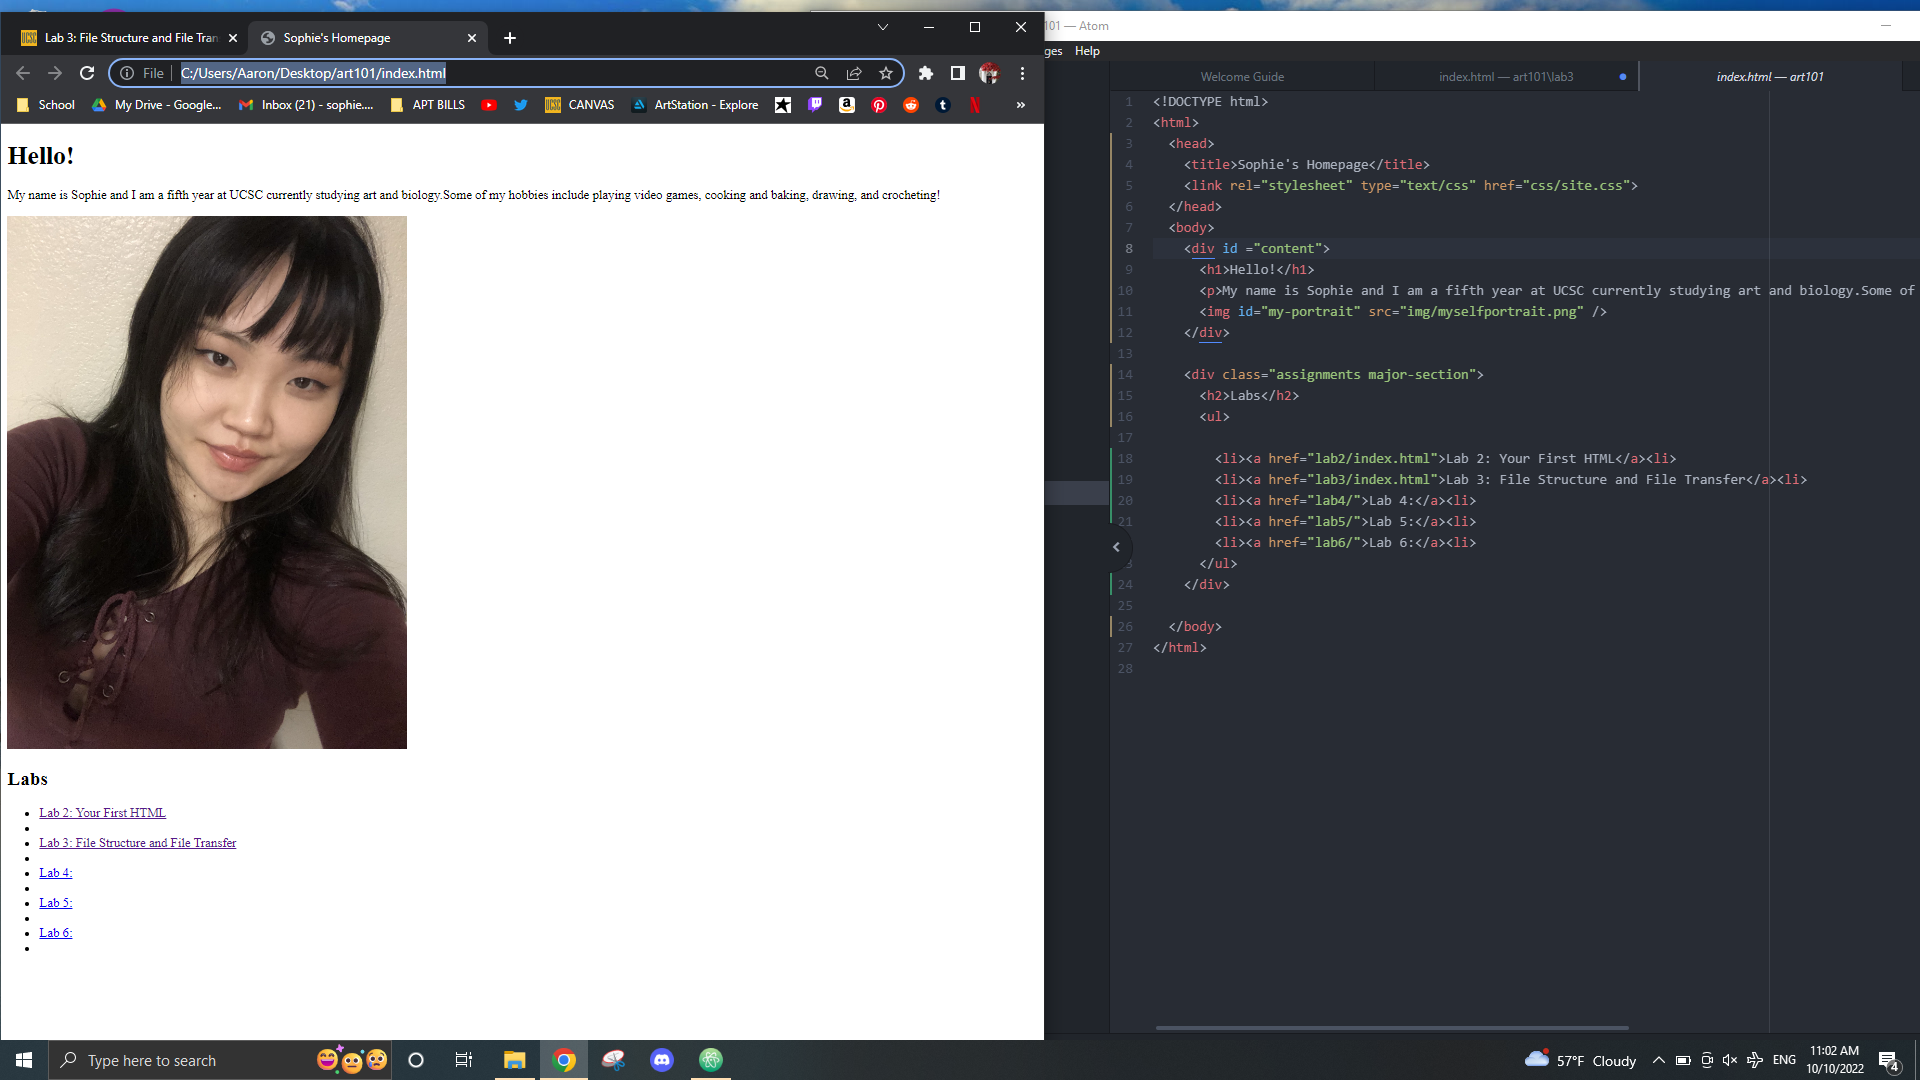 Lab 3: File Structure and File Tran
Sophie's Homepage
File
C:/Users/Aaron/Desktop/art101/index.html
School
My Drive - Google...
Inbox (21) - sophie....
APT BILLS
CANVAS
ArtStation - Explore
»
Hello!
My name is Sophie and I am a fifth year at UCSC currently studying art and biology.Some of my hobbies include playing video games, cooking and baking, drawing, and crocheting!
Labs
Lab 2: Your First HTML
Lab 3: File Structure and File Transfer
Lab 4:
Lab 5:
Lab 6:
101 — Atom
ges Help
Welcome Guide
index.html — art101\lab3
index.html — art101
1 <!DOCTYPE html>
2 <html>
3 <head>
4 <title>Sophie's Homepage</title>
5 <link rel="stylesheet" type="text/css" href="css/site.css">
6 </head>
7 <body>
8 <div id ="content">
9 <h1>Hello!</h1>
10 <p>My name is Sophie and I am a fifth year at UCSC currently studying art and biology.Some of
11 <img id="my-portrait" src="img/myselfportrait.png" />
12 </div>
13
14 <div class="assignments major-section">
15 <h2>Labs</h2>
16 <ul>
17
18 <li><a href="lab2/index.html">Lab 2: Your First HTML</a><li>
19 <li><a href="lab3/index.html">Lab 3: File Structure and File Transfer</a><li>
20 <li><a href="lab4/">Lab 4:</a><li>
21 <li><a href="lab5/">Lab 5:</a><li>
<li><a href="lab6/">Lab 6:</a><li>
3 </ul>
24 </div>
25
26 </body>
27 </html>
28
Type here to search
57°F Cloudy
ENG
11:02 AM
10/10/2022
4